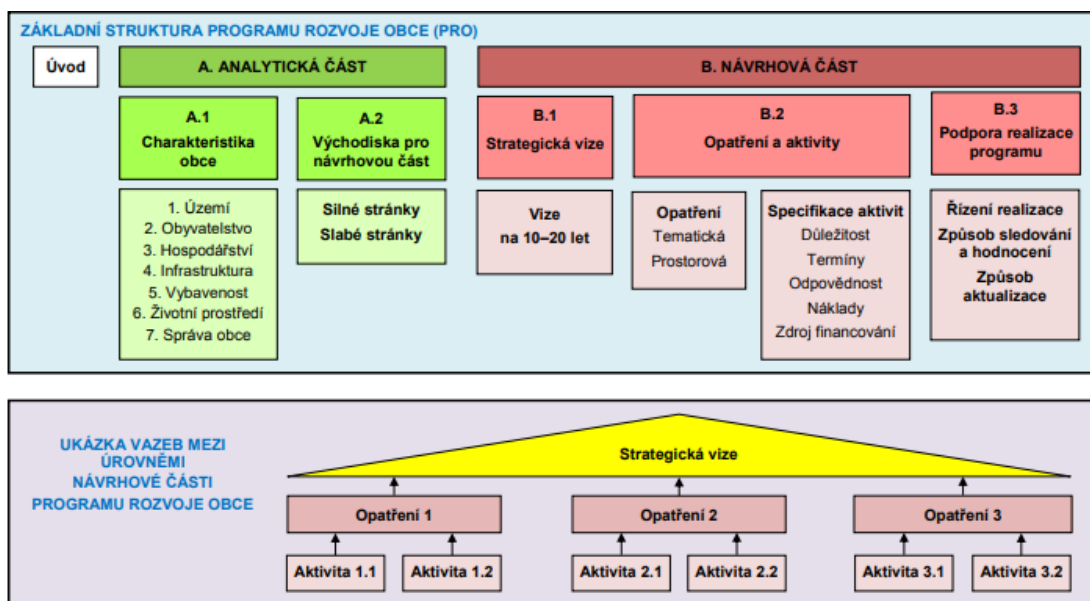 ZÁKLADNÍ STRUKTURA PROGRAMU ROZVOJE OBCE (PRO)
Úvod
A. ANALYTICKÁ ČÁST
B. NÁVRHOVÁ ČÁST
A.1
Charakteristika
obce
A.2
Východiska pro
návrhovou část
B.1
Strategická vize
B.2
Opatření a aktivity
B.3
Podpora realizace
programu
1. Území
2. Obyvatelstvo
3. Hospodářství
4. Infrastruktura
5. Vybavenost
6. Životní prostředí
7. Správa obce
Silné stránky
Slabé stránky
Vize
na 10–20 let
Opatření
Tematická
Prostorová
Specifikace aktivit
Důležitost
Termíny
Odpovědnost
Náklady
Zdroj financování
Řízení realizace
Způsob sledování
a hodnocení
Způsob
aktualizace
UKÁZKA VAZEB MEZI
ÚROVNĚMI
NÁVRHOVÉ ČÁSTI
PROGRAMU ROZVOJE OBCE
Strategická vize
Opatření 1
Opatření 2
Opatření 3
Aktivita 1.1
Aktivita 1.2
Aktivita 2.1
Aktivita 2.2
Aktivita 3.1
Aktivita 3.2